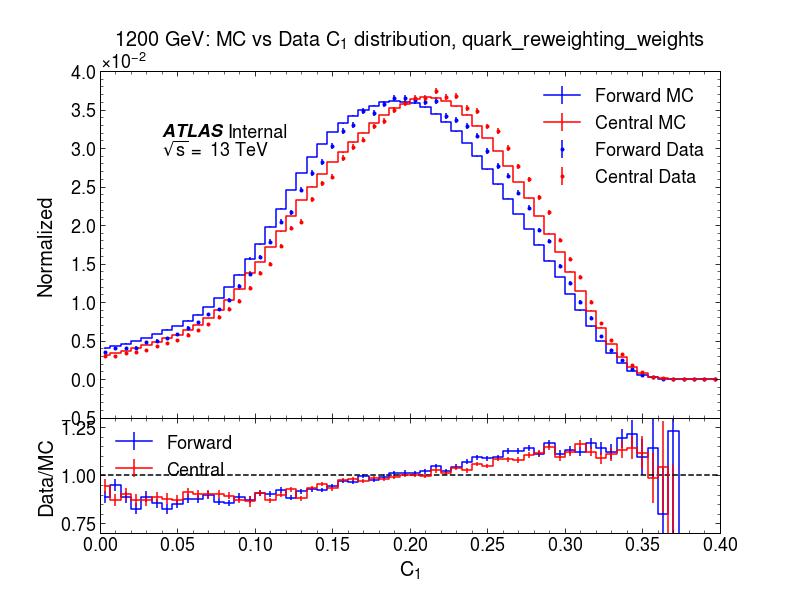 1200 GeV: MC vs Data C₁ distribution, quark_reweighting_weights
×10⁻²
4.0
3.5
3.0
2.5
2.0
1.5
1.0
0.5
0.0
−0.5
Normalized
ATLAS Internal
√s = 13 TeV
Forward MC
Central MC
Forward Data
Central Data
1.25
1.00
0.75
Data/MC
Forward
Central
0.00 0.05 0.10 0.15 0.20 0.25 0.30 0.35 0.40
C₁